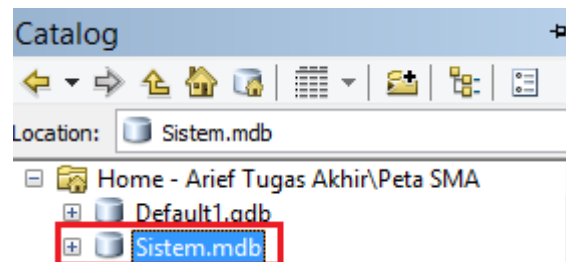 Catalog
Location: Sistem.mdb
Home - Arief Tugas Akhir\Peta SMA
Default1.gdb
Sistem.mdb